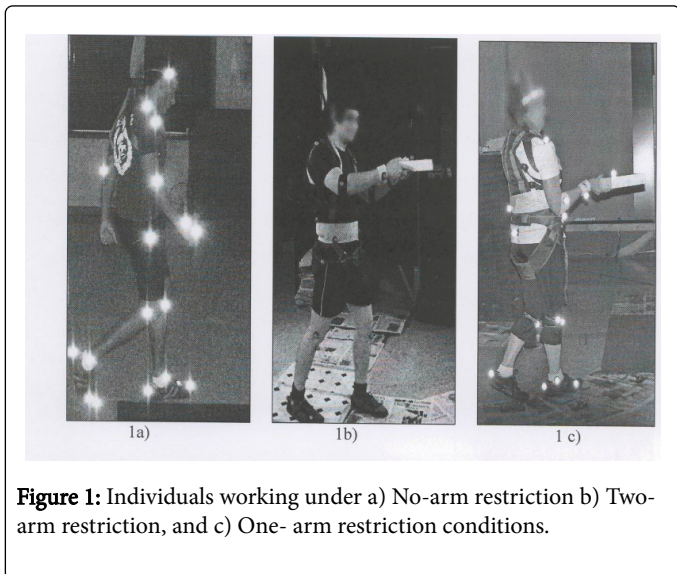 1a)
1b)
1 c)
Figure 1: Individuals working under a) No-arm restriction b) Two-
arm restriction, and c) One- arm restriction conditions.